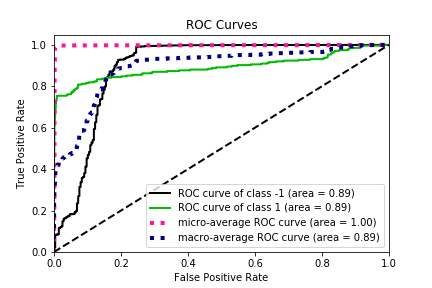 ROC Curves
True Positive Rate
1.0
0.8
0.6
0.4
0.2
0.0
ROC curve of class -1 (area = 0.89)
ROC curve of class 1 (area = 0.89)
micro-average ROC curve (area = 1.00)
macro-average ROC curve (area = 0.89)
0.0 0.2 0.4 0.6 0.8 1.0
False Positive Rate